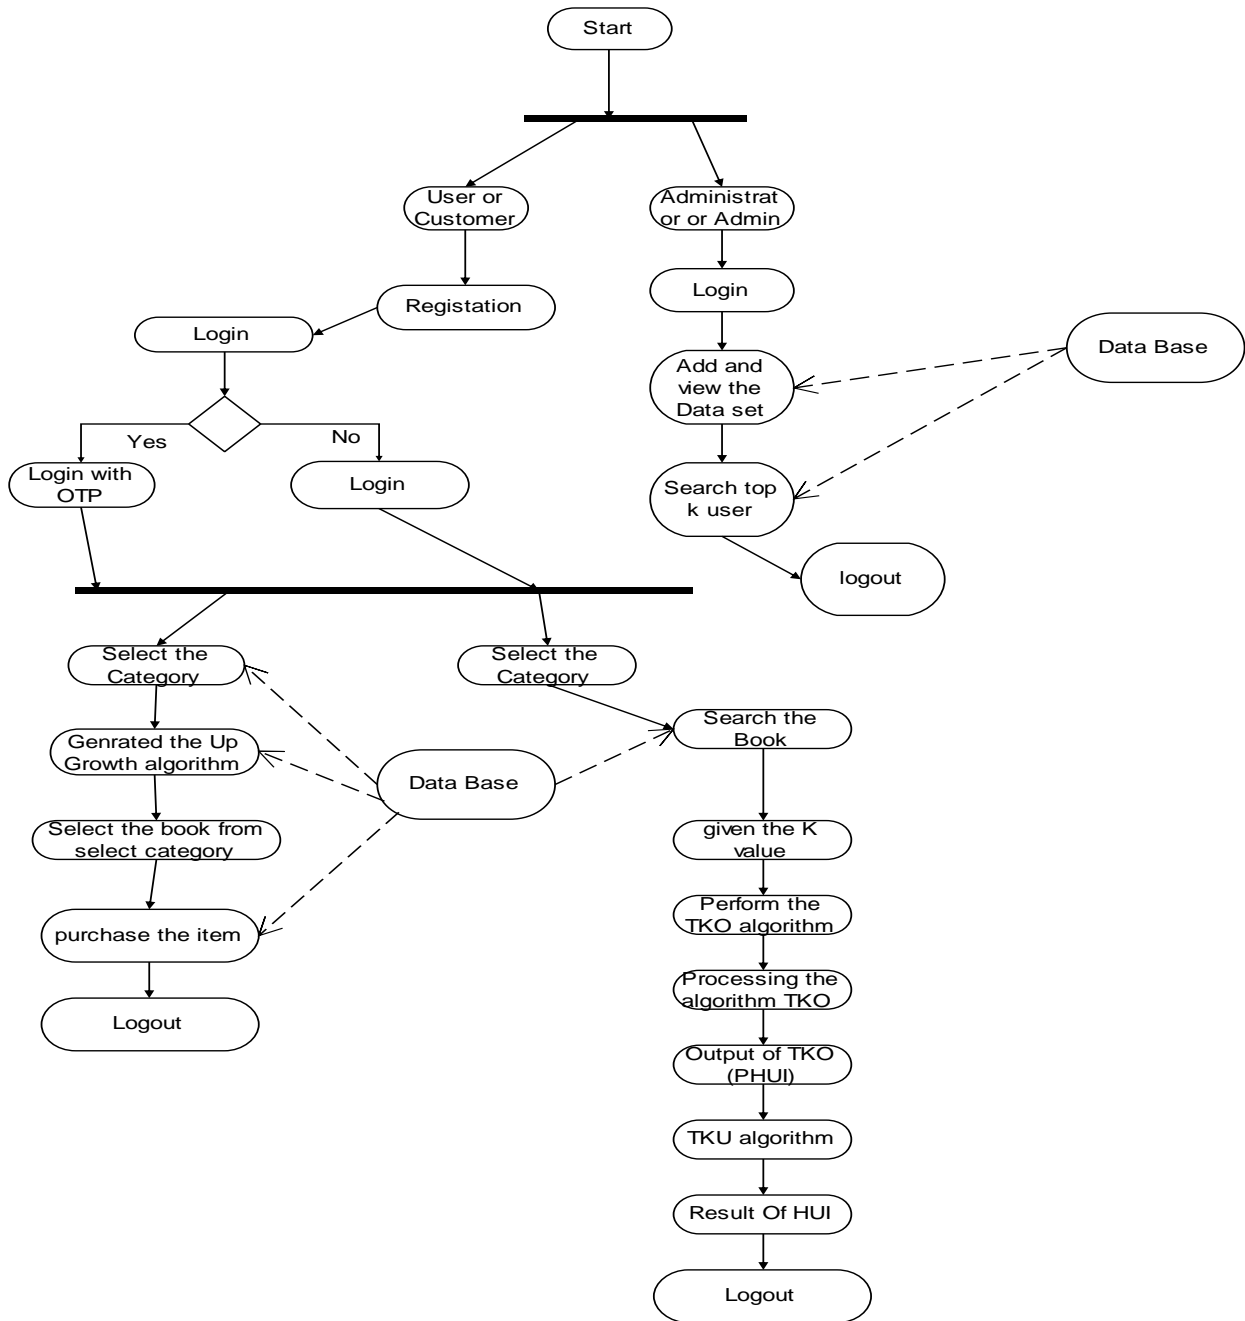 Start
User or
Customer
Administrat
or or Admin
Login
Registation
Login
Data Base
Add and
view the
Data set
Yes
No
Login with
OTP
Login
Search top
k user
logout
Select the
Category
Select the
Category
Search the
Book
Genrated the Up
Growth algorithm
Data Base
Select the book from
select category
given the K
value
Perform the
TKO algorithm
purchase the item
Processing the
algorithm TKO
Logout
Output of TKO
(PHUI)
TKU algorithm
Result Of HUI
Logout